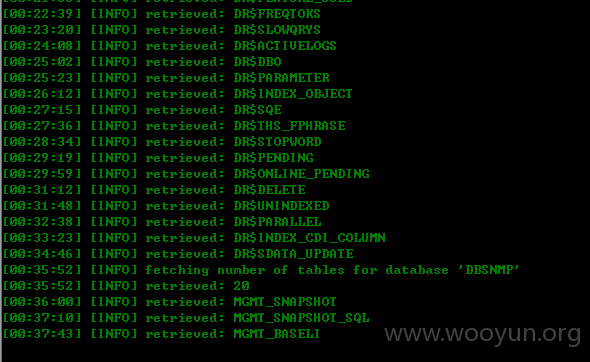 [00:22:39] [INFO] retrieved: DR$FREQTOKS
[00:23:20] [INFO] retrieved: DR$SLOWQRYS
[00:24:08] [INFO] retrieved: DR$ACTIVELOGS
[00:25:02] [INFO] retrieved: DR$DBO
[00:25:23] [INFO] retrieved: DR$PARAMETER
[00:26:12] [INFO] retrieved: DR$INDEX_OBJECT
[00:27:15] [INFO] retrieved: DR$SQE
[00:27:36] [INFO] retrieved: DR$THS_FPHRASE
[00:28:34] [INFO] retrieved: DR$STOPWORD
[00:29:19] [INFO] retrieved: DR$PENDING
[00:29:59] [INFO] retrieved: DR$ONLINE_PENDING
[00:31:12] [INFO] retrieved: DR$DELETE
[00:31:48] [INFO] retrieved: DR$UNINDEXED
[00:32:38] [INFO] retrieved: DR$PARALLEL
[00:33:23] [INFO] retrieved: DR$INDEX_CDI_COLUMN
[00:34:46] [INFO] retrieved: DR$SDATA_UPDATE
[00:35:52] [INFO] fetching number of tables for database 'DBSNMP'
[00:35:52] [INFO] retrieved: 20
[00:36:00] [INFO] retrieved: MGMT_SNAPSHOT
[00:37:10] [INFO] retrieved: MGMT_SNAPSHOT_SQL
[00:37:43] [INFO] retrieved: MGMT_BASELI
www.wooyun.org